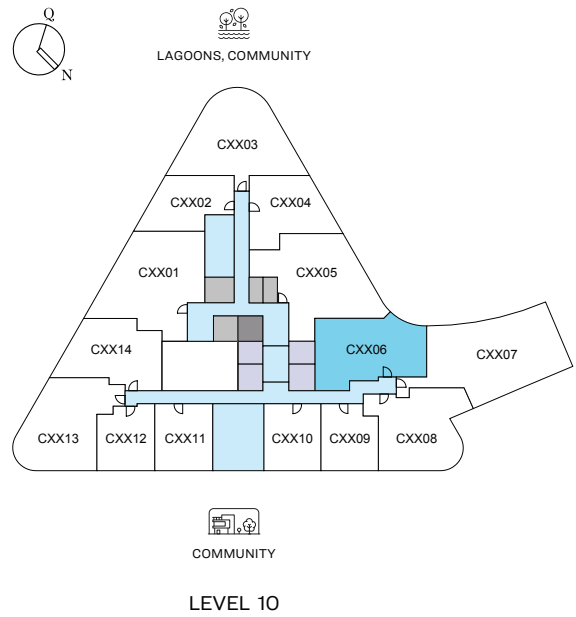 Q
N
LAGOONS, COMMUNITY
CXX03
CXX02
CXX04
CXX01
CXX05
CXX14
CXX06
CXX07
CXX13
CXX12
CXX11
CXX10
CXX09
CXX08
COMMUNITY
LEVEL 10